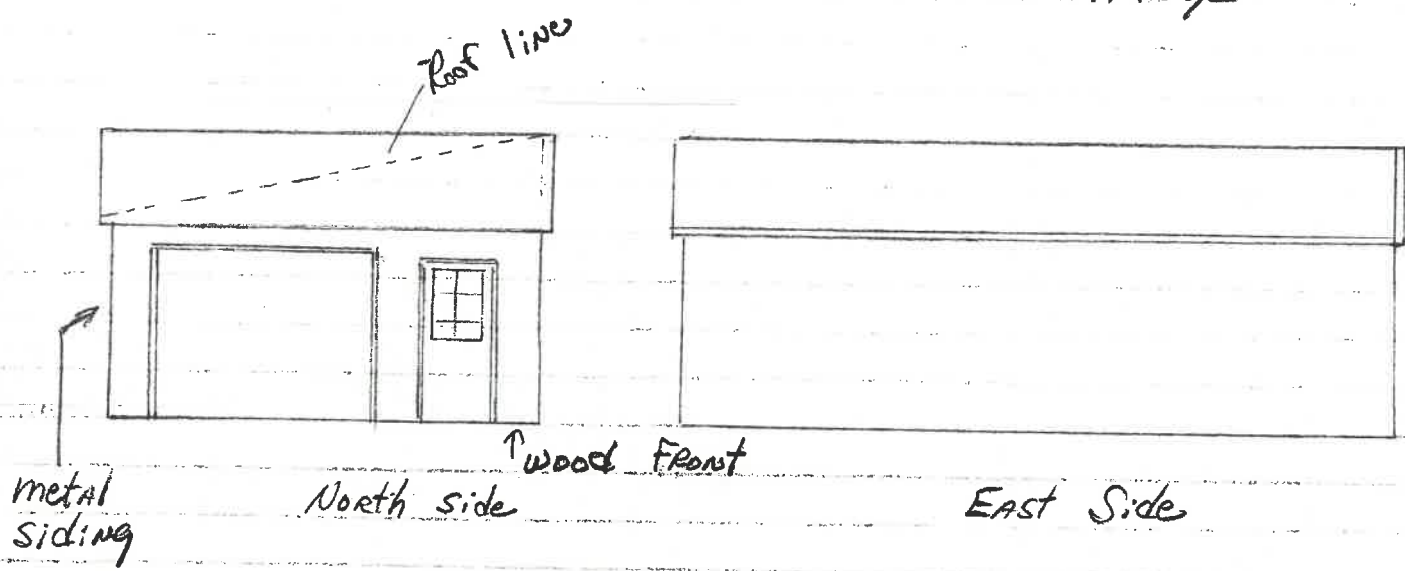 Roof line
↑ wood Front
metal
siding
North side
East Side